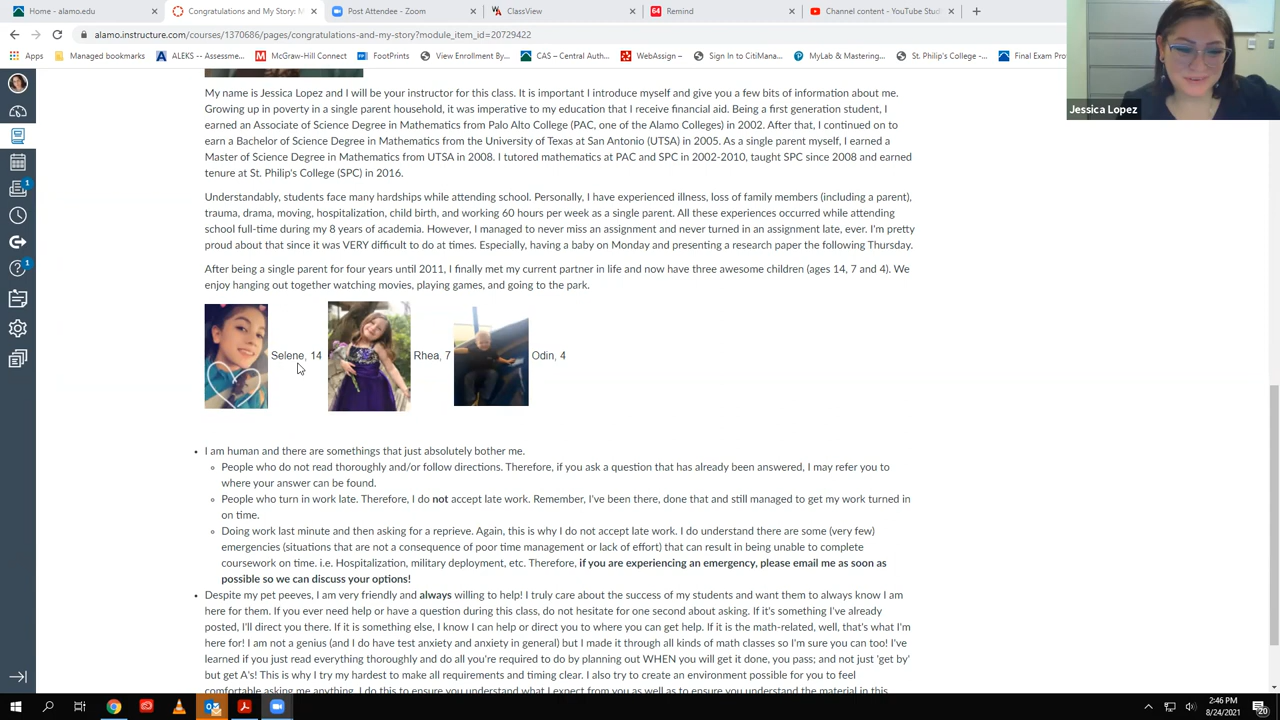 Home - alamo.edu
Congratulations and My Story: M
Post Attendee - Zoom
ClassView
Remind
Channel content - YouTube Stud
alamo.instructure.com/courses/1370686/pages/congratulations-and-my-story?module_item_id=20729422
Apps
Managed bookmarks
ALEKS -- Assessme...
McGraw-Hill Connect
FootPrints
View Enrollment By...
CAS – Central Auth...
WebAssign –
Sign In to CitiMana...
MyLab & Mastering...
St. Philip's College -...
Final Exam Pro
Jessica Lopez
My name is Jessica Lopez and I will be your instructor for this class. It is important I introduce myself and give you a few bits of information about me.
Growing up in poverty in a single parent household, it was imperative to my education that I receive financial aid. Being a first generation student, I
earned an Associate of Science Degree in Mathematics from Palo Alto College (PAC, one of the Alamo Colleges) in 2002. After that, I continued on to
earn a Bachelor of Science Degree in Mathematics from the University of Texas at San Antonio (UTSA) in 2005. As a single parent myself, I earned a
Master of Science Degree in Mathematics from UTSA in 2008. I tutored mathematics at PAC and SPC in 2002-2010, taught SPC since 2008 and earned
tenure at St. Philip's College (SPC) in 2016.
Understandably, students face many hardships while attending school. Personally, I have experienced illness, loss of family members (including a parent),
trauma, drama, moving, hospitalization, child birth, and working 60 hours per week as a single parent. All these experiences occurred while attending
school full-time during my 8 years of academia. However, I managed to never miss an assignment and never turned in an assignment late, ever. I'm pretty
proud about that since it was VERY difficult to do at times. Especially, having a baby on Monday and presenting a research paper the following Thursday.
After being a single parent for four years until 2011, I finally met my current partner in life and now have three awesome children (ages 14, 7 and 4). We
enjoy hanging out together watching movies, playing games, and going to the park.
Selene, 14
Rhea, 7
Odin, 4
I am human and there are somethings that just absolutely bother me.
People who do not read thoroughly and/or follow directions. Therefore, if you ask a question that has already been answered, I may refer you to
where your answer can be found.
People who turn in work late. Therefore, I do not accept late work. Remember, I've been there, done that and still managed to get my work turned in
on time.
Doing work last minute and then asking for a reprieve. Again, this is why I do not accept late work. I do understand there are some (very few)
emergencies (situations that are not a consequence of poor time management or lack of effort) that can result in being unable to complete
coursework on time. i.e. Hospitalization, military deployment, etc. Therefore, if you are experiencing an emergency, please email me as soon as
possible so we can discuss your options!
Despite my pet peeves, I am very friendly and always willing to help! I truly care about the success of my students and want them to always know I am
here for them. If you ever need help or have a question during this class, do not hesitate for one second about asking. If it's something I've already
posted, I'll direct you there. If it is something else, I know I can help or direct you to where you can get help. If it is the math-related, well, that's what I'm
here for! I am not a genius (and I do have test anxiety and anxiety in general) but I made it through all kinds of math classes so I'm sure you can too! I've
learned if you just read everything thoroughly and do all you're required to do by planning out WHEN you will get it done, you pass; and not just 'get by'
but get A's! This is why I try my hardest to make all requirements and timing clear. I also try to create an environment possible for you to feel
comfortable asking me anything. I do this to ensure you understand what I expect from you as well as to ensure you understand the material in this
2:46 PM
8/24/2021
20